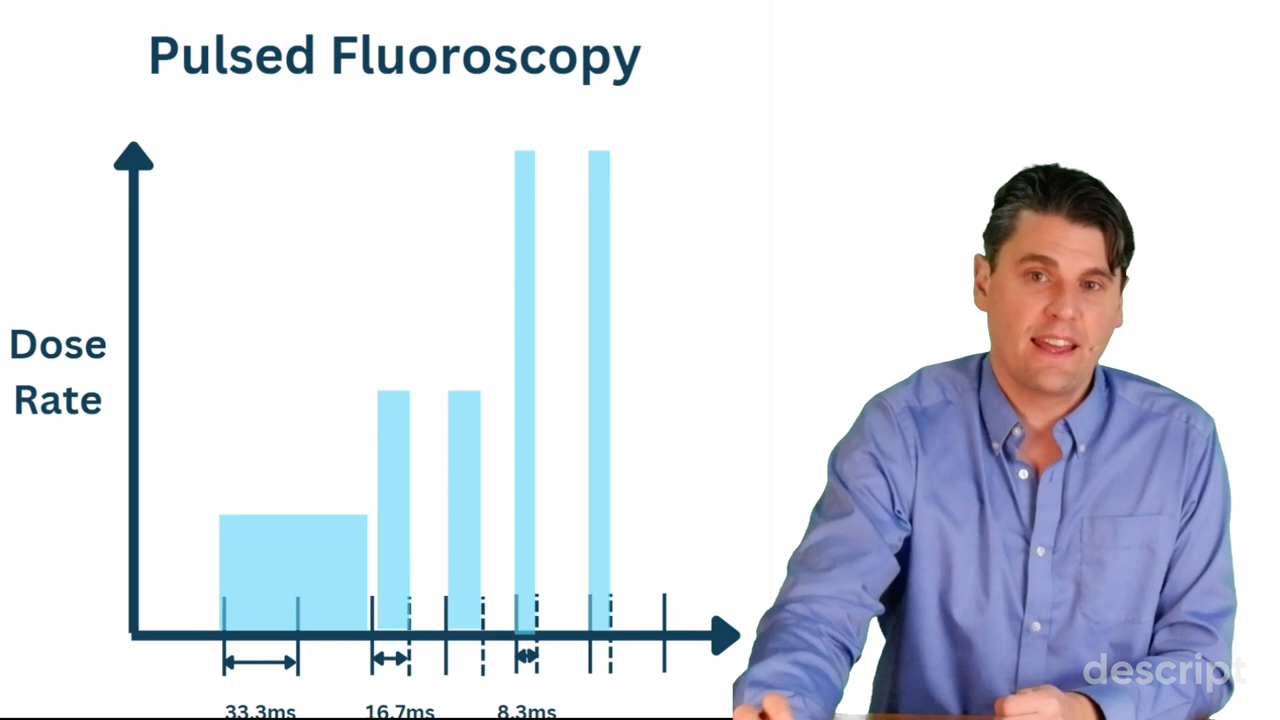 Pulsed Fluoroscopy
Dose
Rate
33.3ms
16.7ms
8.3ms
descript